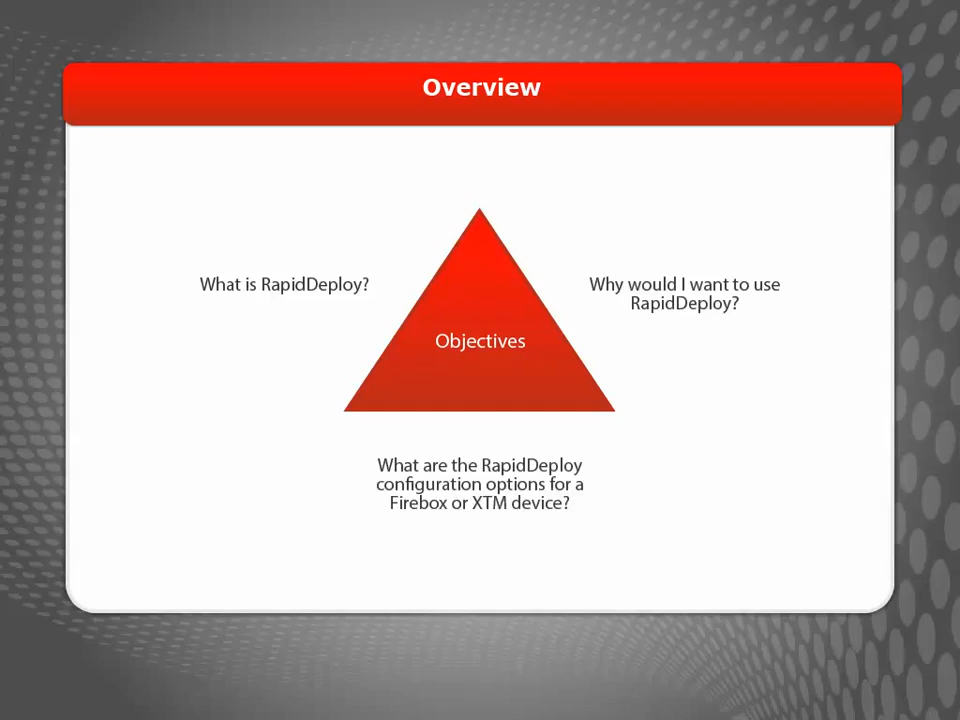 Overview
What is RapidDeploy?
Why would I want to use
RapidDeploy?
Objectives
What are the RapidDeploy
configuration options for a
Firebox or XTM device?